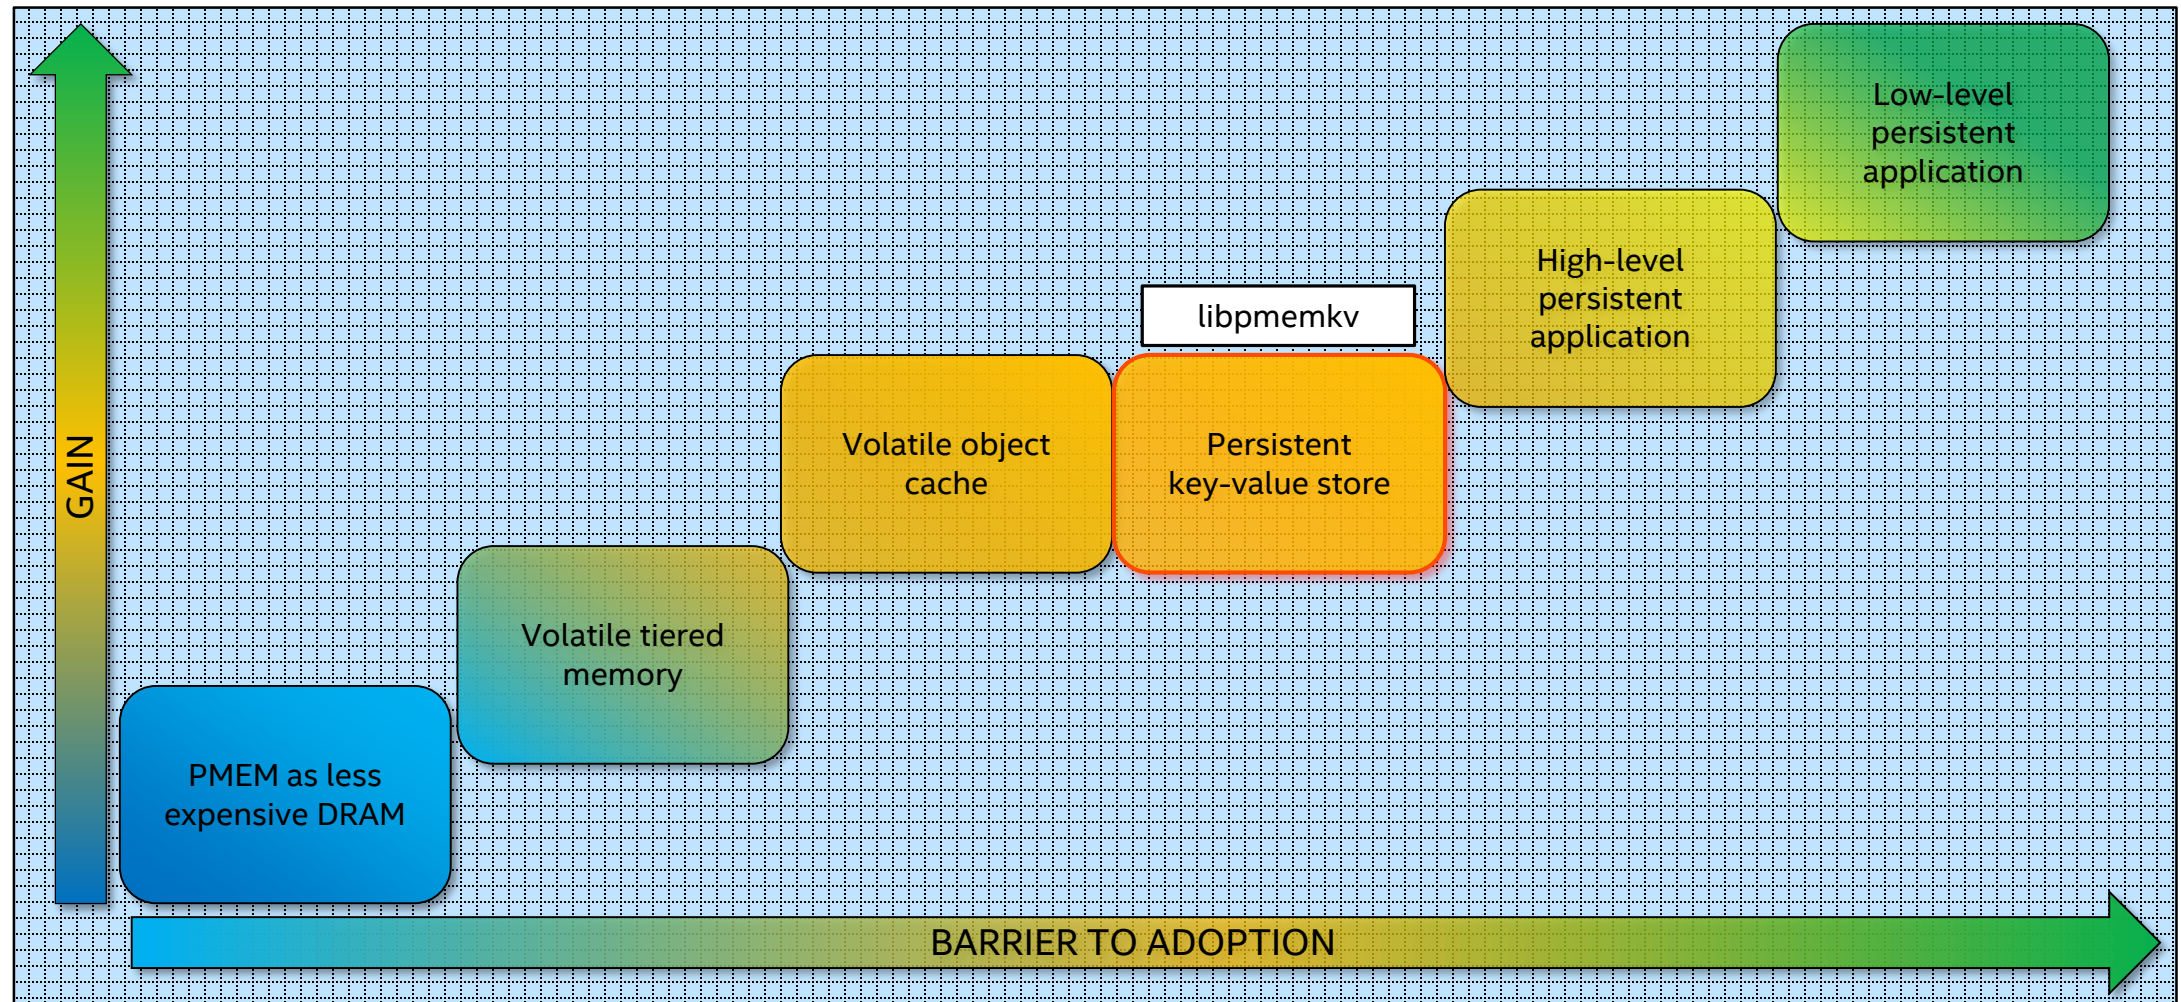 Low-level
persistent
application
High-level
persistent
application
libpmemkv
Volatile object
cache
Persistent
key-value store
GAIN
Volatile tiered
memory
PMEM as less
expensive DRAM
BARRIER TO ADOPTION